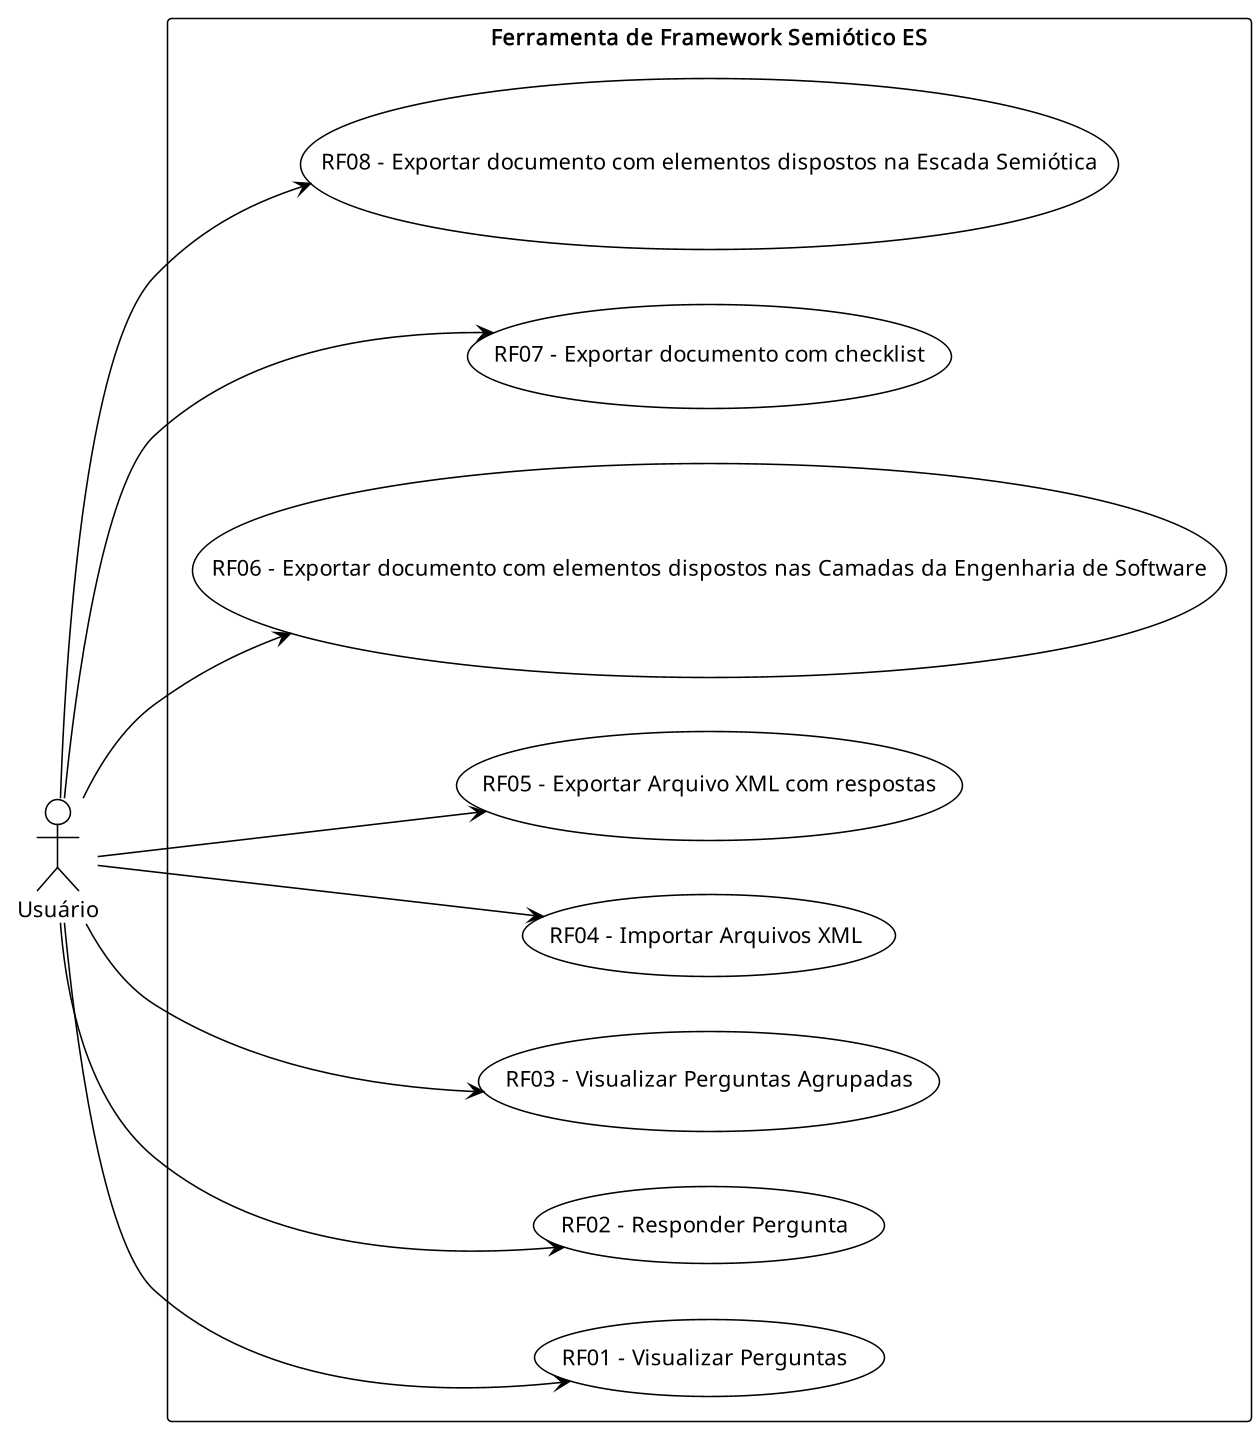 Ferramenta de Framework Semiótico ES
RF08 - Exportar documento com elementos dispostos na Escada Semiótica
RF07 - Exportar documento com checklist
RF06 - Exportar documento com elementos dispostos nas Camadas da Engenharia de Software
RF05 - Exportar Arquivo XML com respostas
Usuário
RF04 - Importar Arquivos XML
RF03 - Visualizar Perguntas Agrupadas
RF02 - Responder Pergunta
RF01 - Visualizar Perguntas